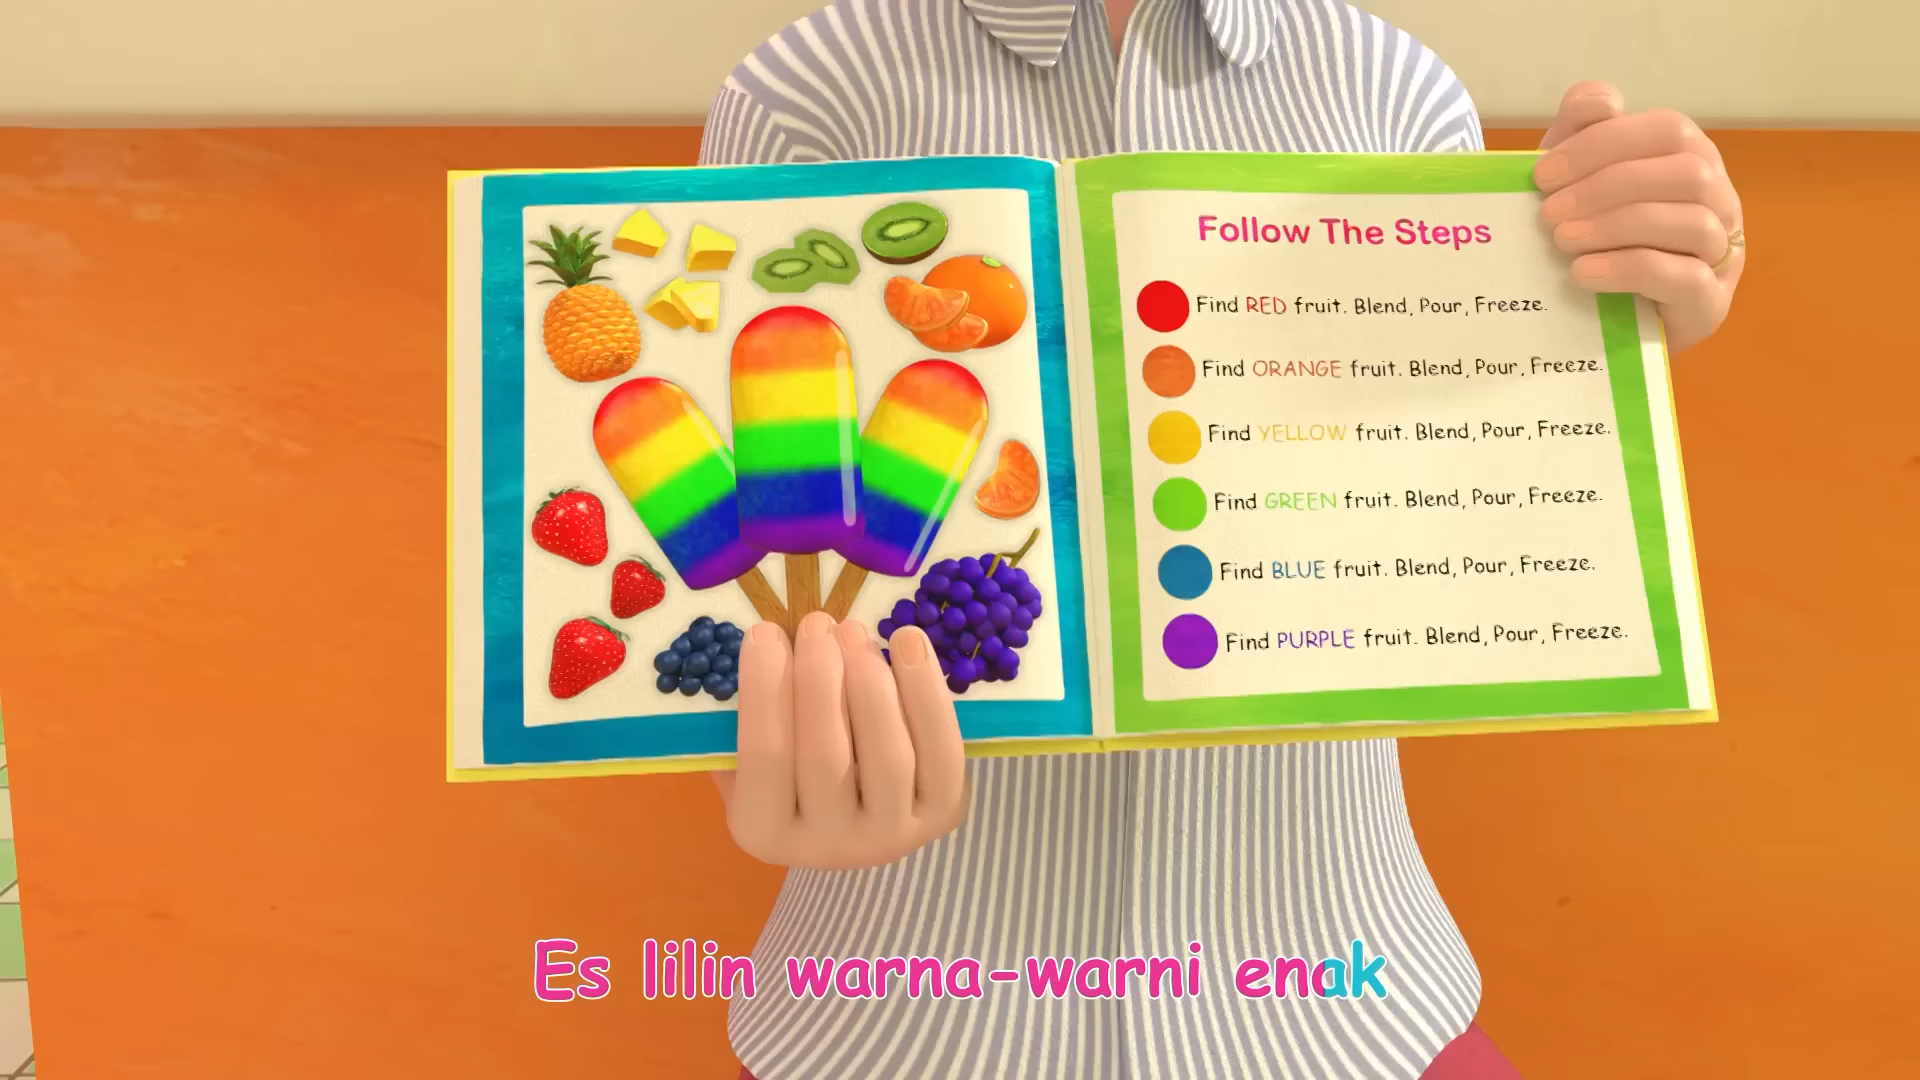 Follow The Steps
Find RED fruit. Blend, Pour, Freeze.
Find ORANGE fruit. Blend, Pour, Freeze.
Find YELLOW fruit. Blend, Pour, Freeze.
Find GREEN fruit. Blend, Pour, Freeze.
Find BLUE fruit. Blend, Pour, Freeze.
Find PURPLE fruit. Blend, Pour, Freeze.
Es lilin warna-warni enak